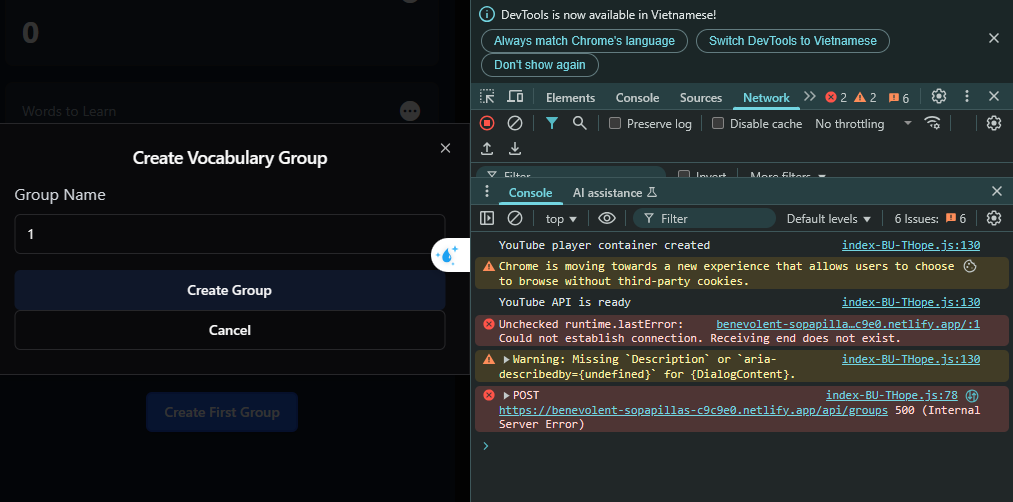 0
Words to Learn
Create Vocabulary Group
Group Name
1
Create Group
Cancel
Create First Group
DevTools is now available in Vietnamese!
Always match Chrome's language
Switch DevTools to Vietnamese
Don't show again
Elements
Console
Sources
Network
2
2
6
Preserve log
Disable cache
No throttling
Filter
Invert
More filters
Console
AI assistance
top
Filter
Default levels
6 Issues:
6
YouTube player container created index-BU-THope.js:130
Chrome is moving towards a new experience that allows users to choose
to browse without third-party cookies.
YouTube API is ready index-BU-THope.js:130
Unchecked runtime.lastError: benevolent-sopapilla…c9e0.netlify.app/:1
Could not establish connection. Receiving end does not exist.
Warning: Missing `Description` or `aria- index-BU-THope.js:130
describedby={undefined}` for {DialogContent}.
POST index-BU-THope.js:78
https://benevolent-sopapillas-c9c9e0.netlify.app/api/groups 500 (Internal
Server Error)